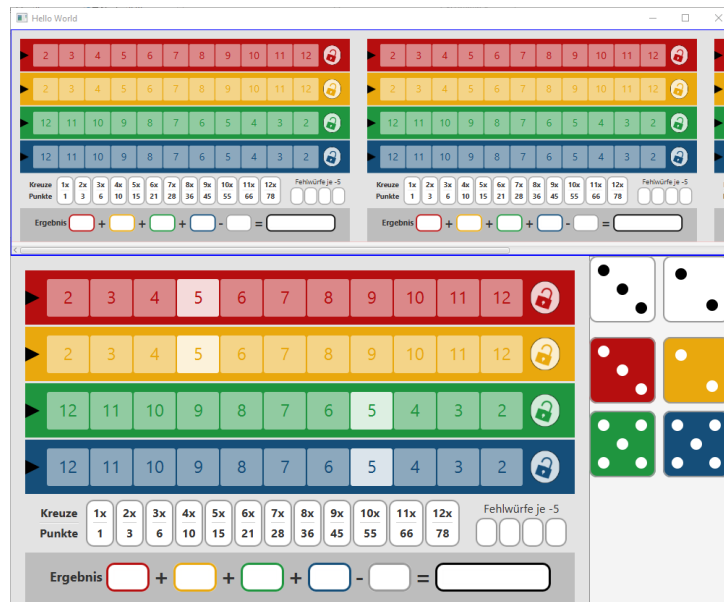 Hello World
2 3 4 5 6 7 8 9 10 11 12
2 3 4 5 6 7 8 9 10 11 12
12 11 10 9 8 7 6 5 4 3 2
12 11 10 9 8 7 6 5 4 3 2
Kreuze 1x 2x 3x 4x 5x 6x 7x 8x 9x 10x 11x 12x Fehlwürfe je -5
Punkte 1 3 6 10 15 21 28 36 45 55 66 78
Ergebnis + + + - =
2 3 4 5 6 7 8 9 10 11 12
2 3 4 5 6 7 8 9 10 11 12
12 11 10 9 8 7 6 5 4 3 2
12 11 10 9 8 7 6 5 4 3 2
Kreuze 1x 2x 3x 4x 5x 6x 7x 8x 9x 10x 11x 12x Fehlwürfe je -5
Punkte 1 3 6 10 15 21 28 36 45 55 66 78
Ergebnis + + + - =
2 3 4 5 6 7 8 9 10 11 12
2 3 4 5 6 7 8 9 10 11 12
12 11 10 9 8 7 6 5 4 3 2
12 11 10 9 8 7 6 5 4 3 2
Kreuze 1x 2x 3x 4x 5x 6x 7x 8x 9x 10x 11x 12x Fehlwürfe je -5
Punkte 1 3 6 10 15 21 28 36 45 55 66 78
Ergebnis + + + - =